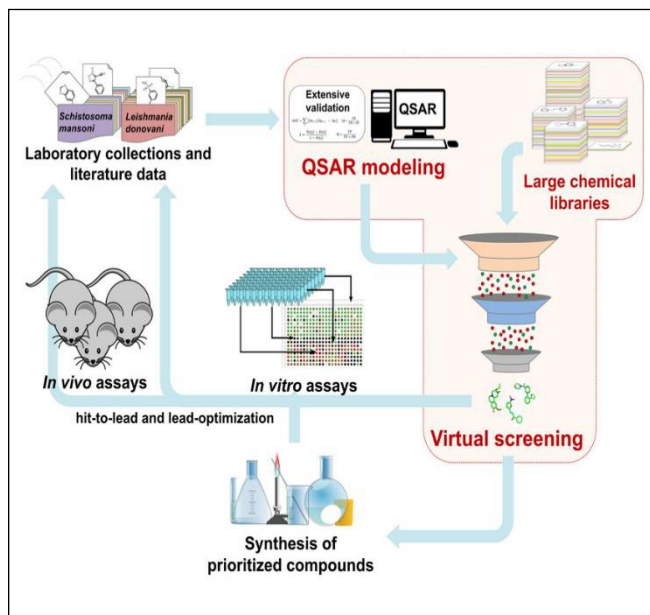 Extensive
validation
QSAR
Schistosoma
mansoni
Leishmania
donovani
Laboratory collections and
literature data
QSAR modeling
Large chemical
libraries
In vivo assays
In vitro assays
hit-to-lead and lead-optimization
Virtual screening
Synthesis of
prioritized compounds